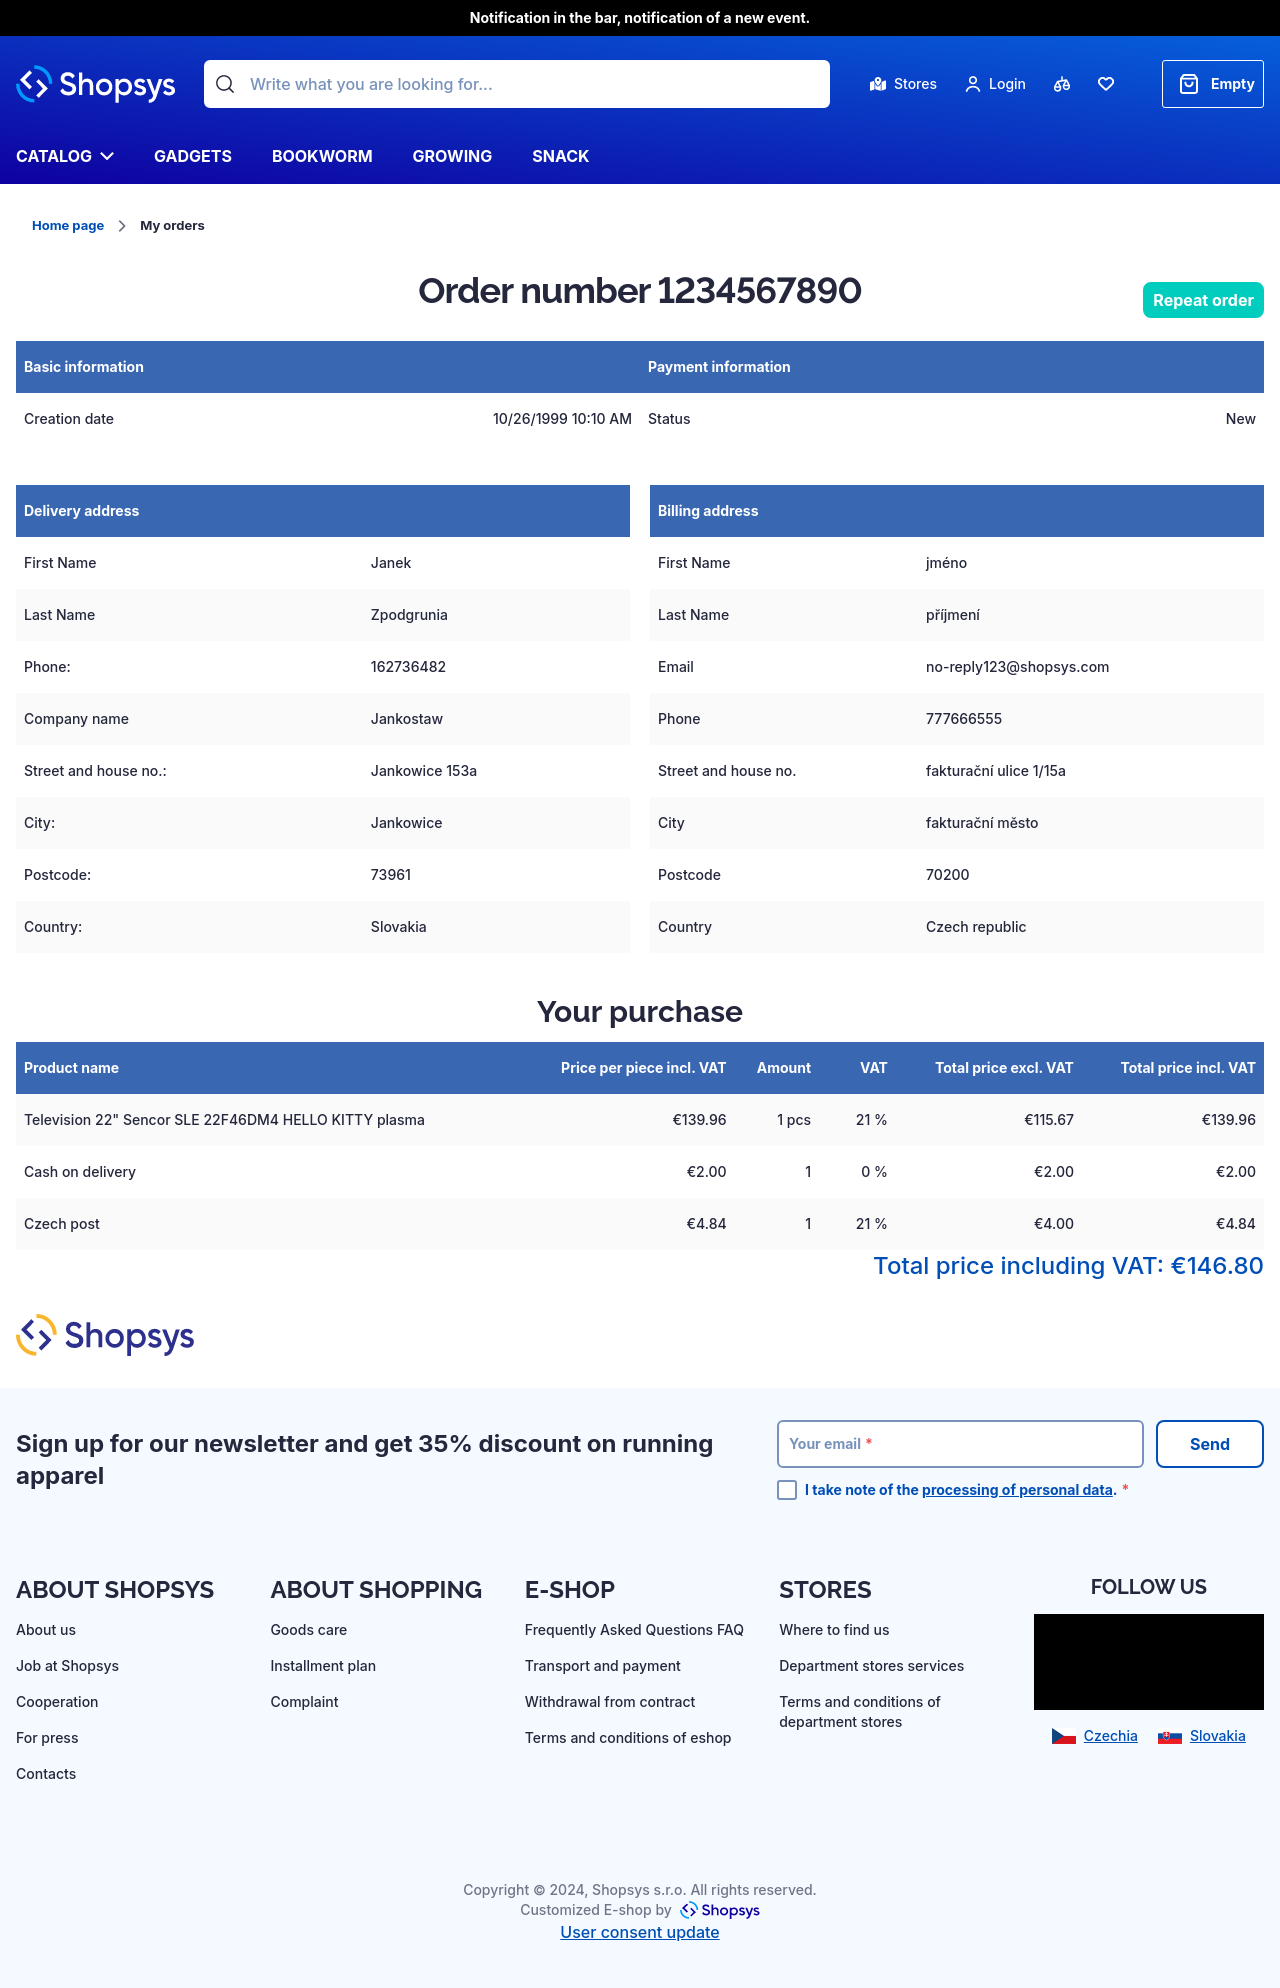 Notification in the bar, notification of a new event.
Shopsys
Write what you are looking for...
Stores
Login
Empty
CATALOG
GADGETS
BOOKWORM
GROWING
SNACK
Home page
My orders
Order number 1234567890
Repeat order
Basic information
Payment information
Creation date
10/26/1999 10:10 AM
Status
New
Delivery address
First Name
Janek
Last Name
Zpodgrunia
Phone:
162736482
Company name
Jankostaw
Street and house no.:
Jankowice 153a
City:
Jankowice
Postcode:
73961
Country:
Slovakia
Billing address
First Name
jméno
Last Name
příjmení
Email
no-reply123@shopsys.com
Phone
777666555
Street and house no.
fakturační ulice 1/15a
City
fakturační město
Postcode
70200
Country
Czech republic
Your purchase
Product name
Price per piece incl. VAT
Amount
VAT
Total price excl. VAT
Total price incl. VAT
Television 22" Sencor SLE 22F46DM4 HELLO KITTY plasma
€139.96
1 pcs
21 %
€115.67
€139.96
Cash on delivery
€2.00
1
0 %
€2.00
€2.00
Czech post
€4.84
1
21 %
€4.00
€4.84
Total price including VAT: €146.80
Shopsys
Sign up for our newsletter and get 35% discount on running
apparel
Your email *
Send
I take note of the processing of personal data. *
ABOUT SHOPSYS
About us
Job at Shopsys
Cooperation
For press
Contacts
ABOUT SHOPPING
Goods care
Installment plan
Complaint
E-SHOP
Frequently Asked Questions FAQ
Transport and payment
Withdrawal from contract
Terms and conditions of eshop
STORES
Where to find us
Department stores services
Terms and conditions of
department stores
FOLLOW US
Czechia
Slovakia
Copyright © 2024, Shopsys s.r.o. All rights reserved.
Customized E-shop by Shopsys
User consent update